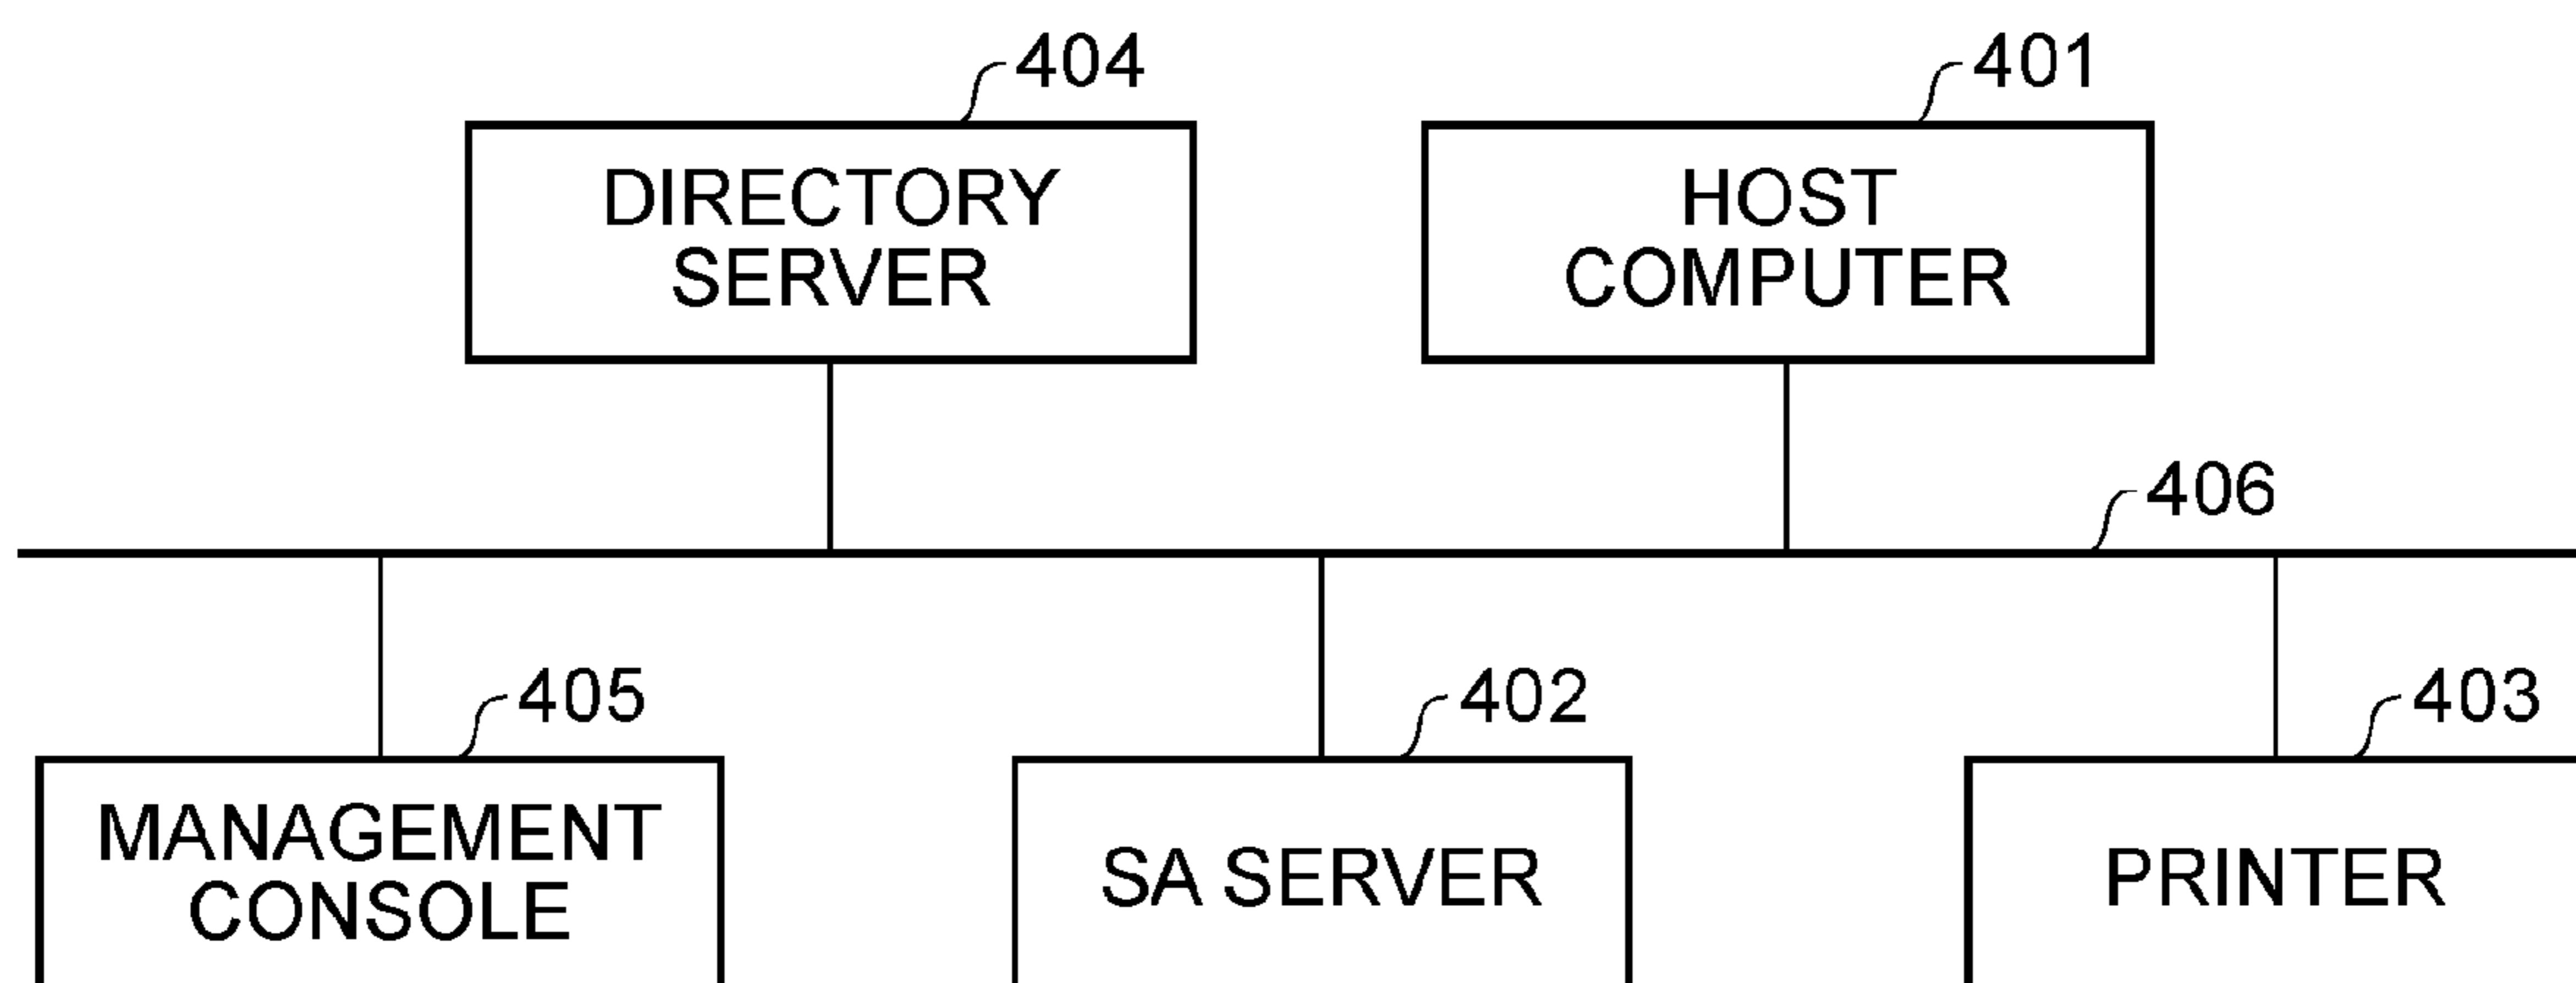 404
401
DIRECTORY
SERVER
HOST
COMPUTER
406
405
402
403
MANAGEMENT
CONSOLE
SA SERVER
PRINTER